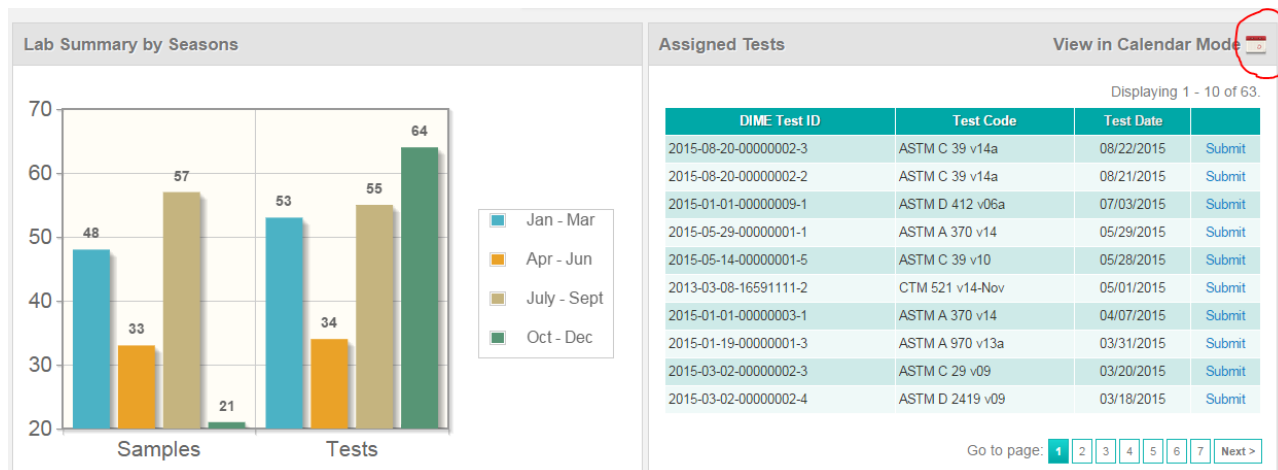 Lab Summary by Seasons
70
60
50
40
30
20
48
33
57
21
53
34
55
64
Samples Tests
Jan - Mar
Apr - Jun
July - Sept
Oct - Dec
Assigned Tests View in Calendar Mode
Displaying 1 - 10 of 63.
DIME Test ID Test Code Test Date
2015-08-20-00000002-3 ASTM C 39 v14a 08/22/2015 Submit
2015-08-20-00000002-2 ASTM C 39 v14a 08/21/2015 Submit
2015-01-01-00000009-1 ASTM D 412 v06a 07/03/2015 Submit
2015-05-29-00000001-1 ASTM A 370 v14 05/29/2015 Submit
2015-05-14-00000001-5 ASTM C 39 v10 05/28/2015 Submit
2013-03-08-16591111-2 CTM 521 v14-Nov 05/01/2015 Submit
2015-01-01-00000003-1 ASTM A 370 v14 04/07/2015 Submit
2015-01-19-00000001-3 ASTM A 970 v13a 03/31/2015 Submit
2015-03-02-00000002-3 ASTM C 29 v09 03/20/2015 Submit
2015-03-02-00000002-4 ASTM D 2419 v09 03/18/2015 Submit
Go to page: 1 2 3 4 5 6 7 Next >